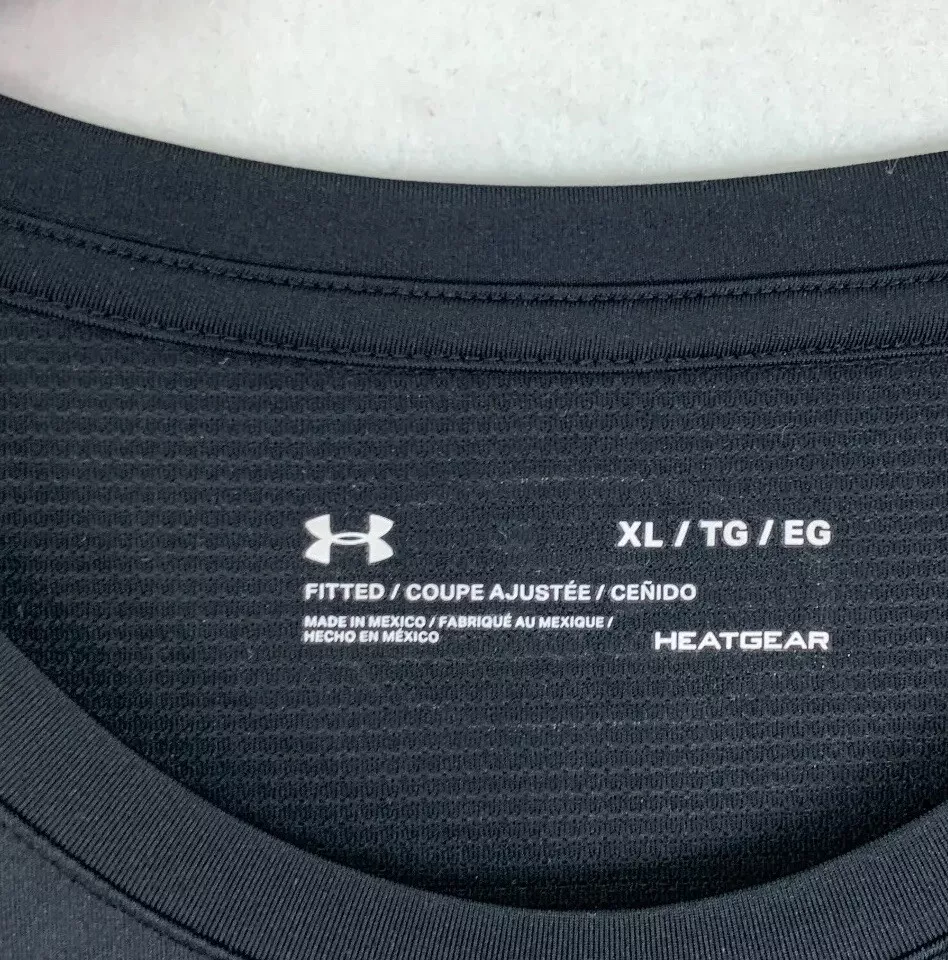 XL / TG / EG
FITTED / COUPE AJUSTÉE / CEÑIDO
MADE IN MEXICO / FABRIQUÉ AU MEXIQUE /
HECHO EN MÉXICO
HEATGEAR